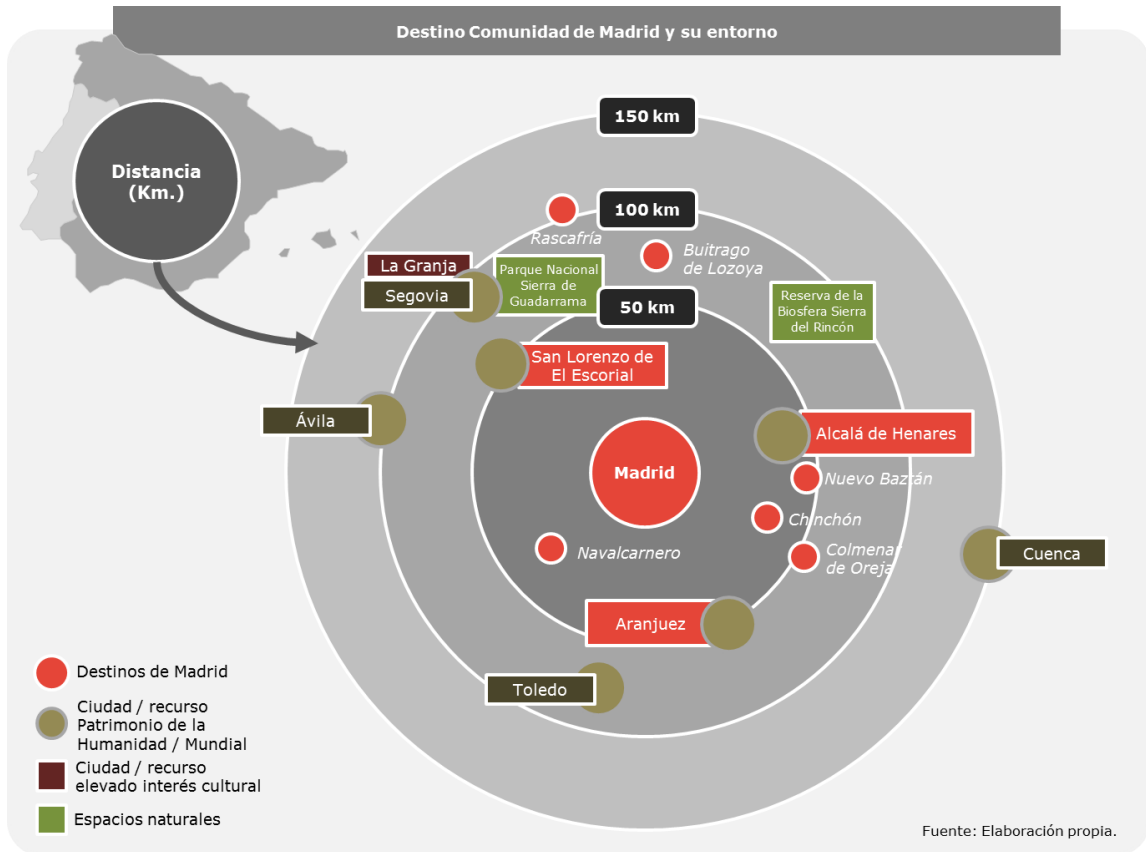 Destino Comunidad de Madrid y su entorno
Distancia
(Km.)
150 km
100 km
50 km
Rascafría
Buitrago
de Lozoya
La Granja
Segovia
Parque Nacional
Sierra de
Guadarrama
Reserva de la
Biosfera Sierra
del Rincón
San Lorenzo de
El Escorial
Ávila
Madrid
Alcalá de Henares
Nuevo Baztán
Chinchón
Navalcarnero
Colmenar
de Oreja
Cuenca
Aranjuez
Toledo
Destinos de Madrid
Ciudad / recurso
Patrimonio de la
Humanidad / Mundial
Ciudad / recurso
elevado interés cultural
Espacios naturales
Fuente: Elaboración propia.